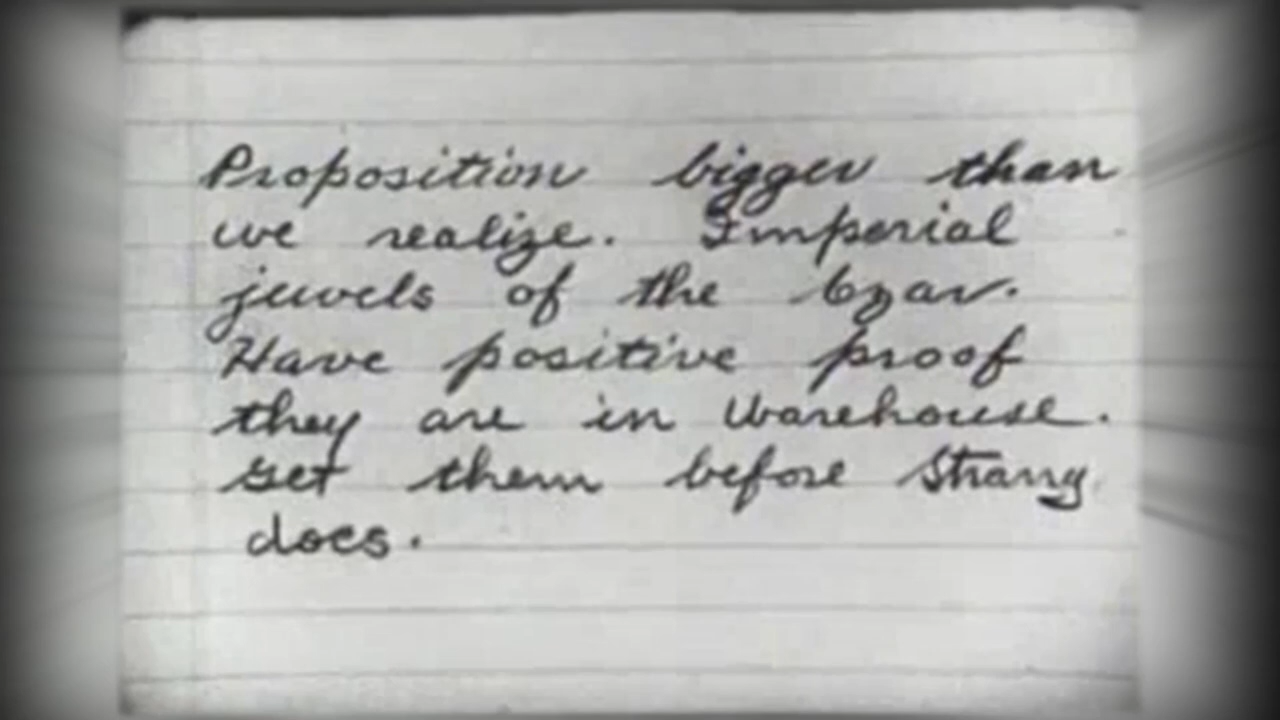 Proposition bigger than
we realize. Imperial
jewels of the Czar.
Have positive proof
they are in warehouse.
Get them before Strang
does.